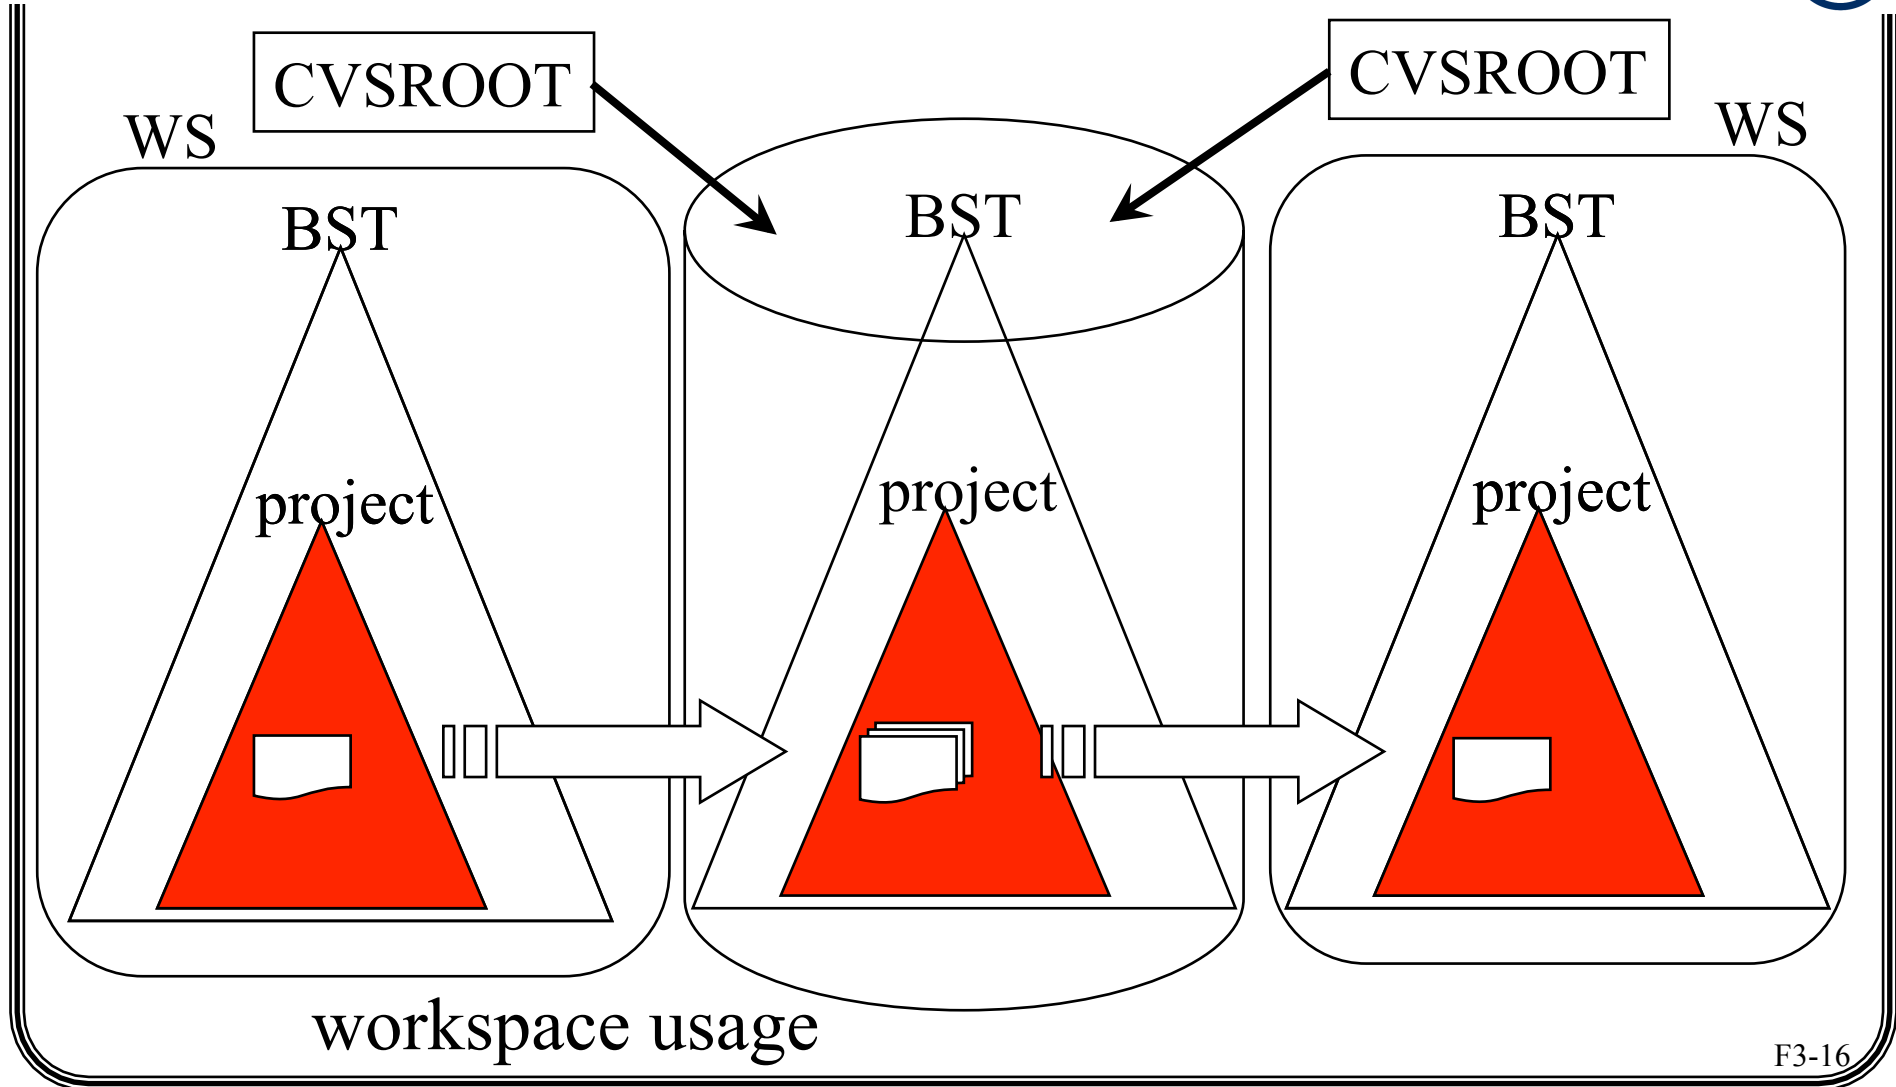 CVSROOT
CVSROOT
WS
WS
BST
BST
BST
project
project
project
workspace usage
F3-16